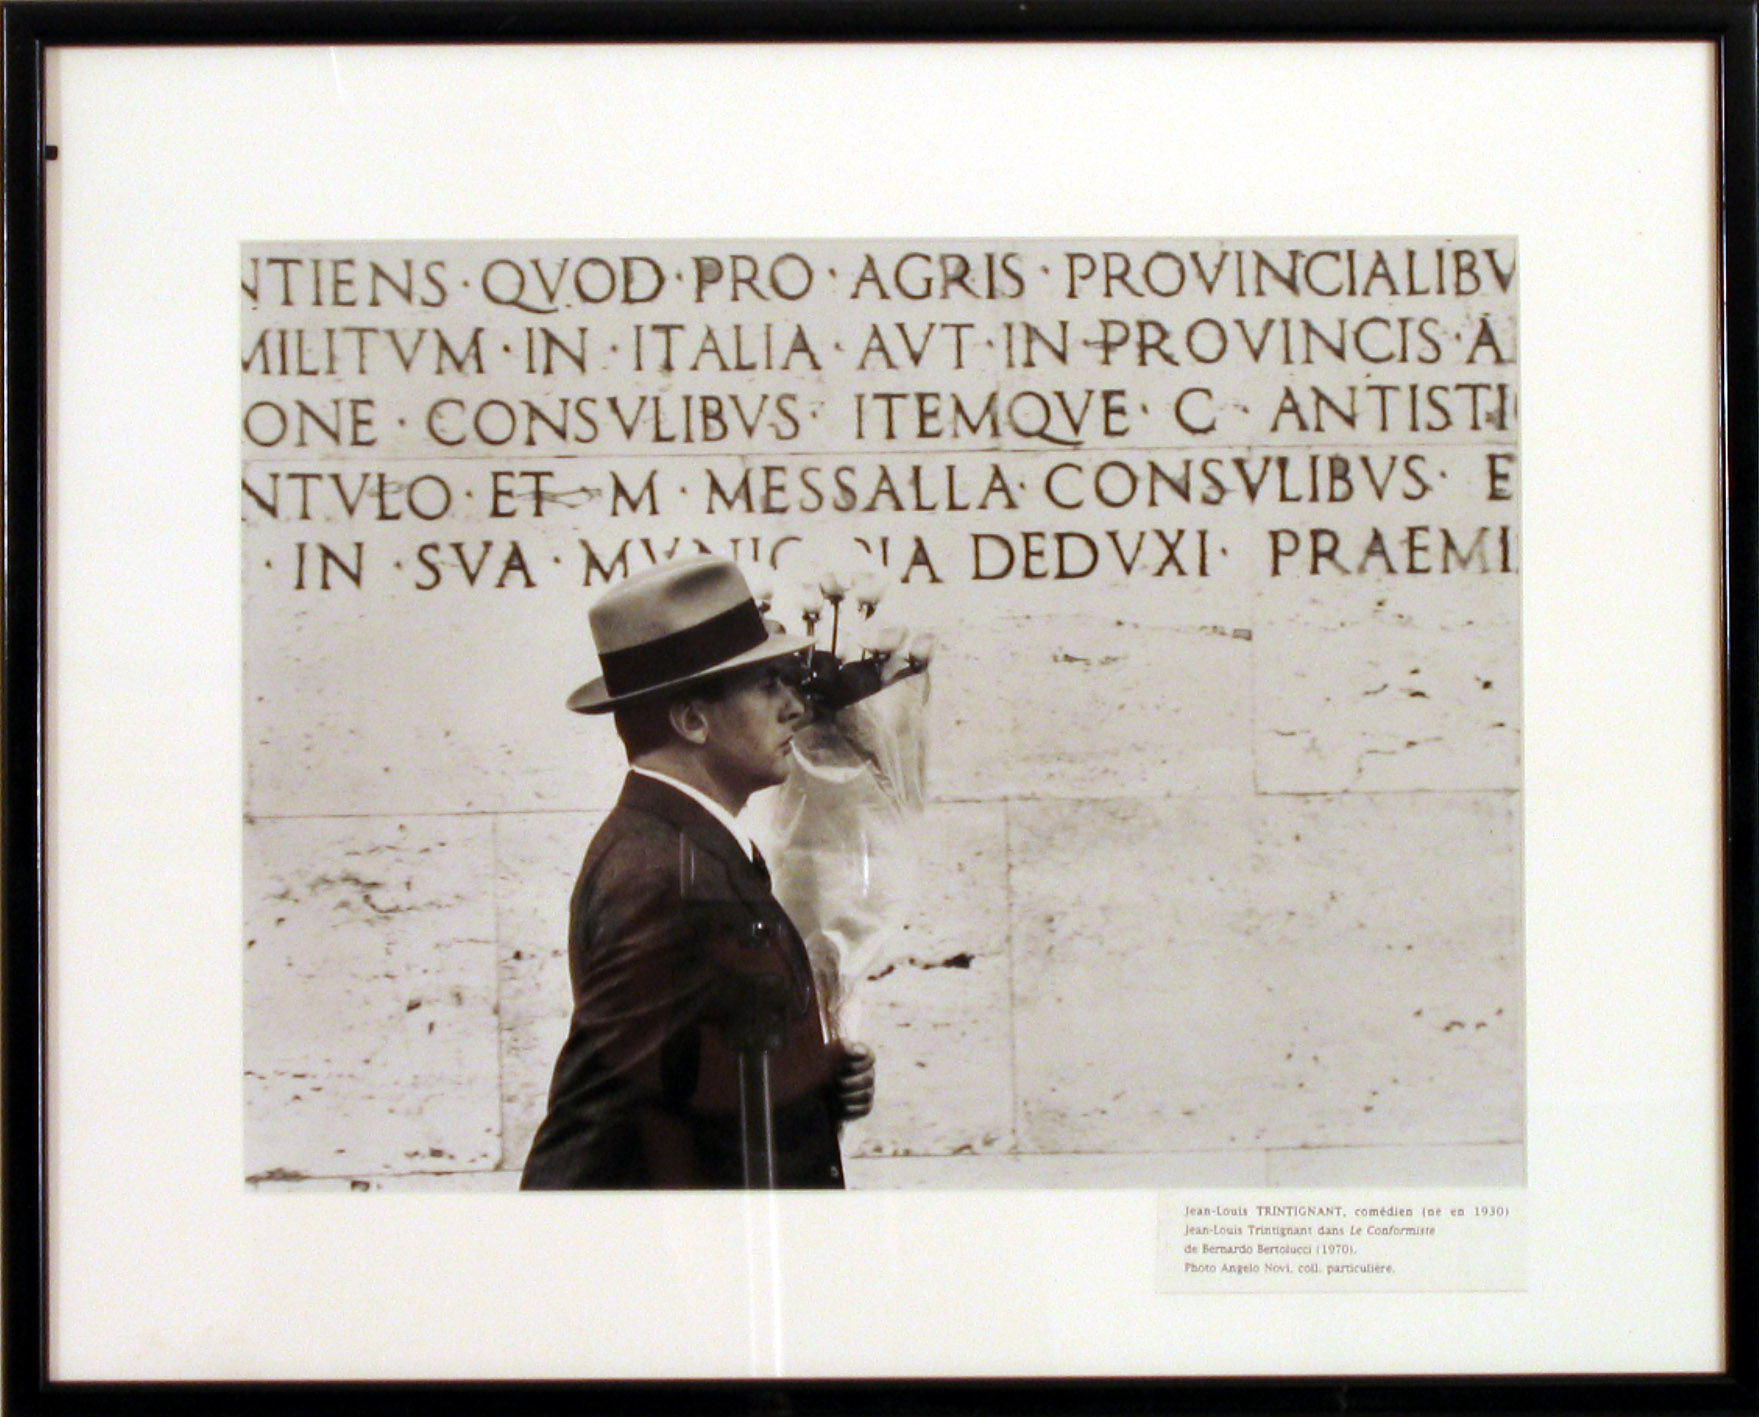 NTIENS · QVOD · PRO · AGRIS · PROVINCIALIBV
MILITVM · IN · ITALIA · AVT · IN · PROVINCIS · A
ONE · CONSVLIBVS · ITEMQVE · C · ANTISTI
NTVLO · ET · M · MESSALLA · CONSVLIBVS · E
· IN · SVA · DEDVXI · PRAEMI
Jean-Louis TRINTIGNANT, comédien (né en 1930)
Jean-Louis Trintignant dans Le Conformiste
de Bernardo Bertolucci (1970).
Photo Angelo Novi, coll. particulière.